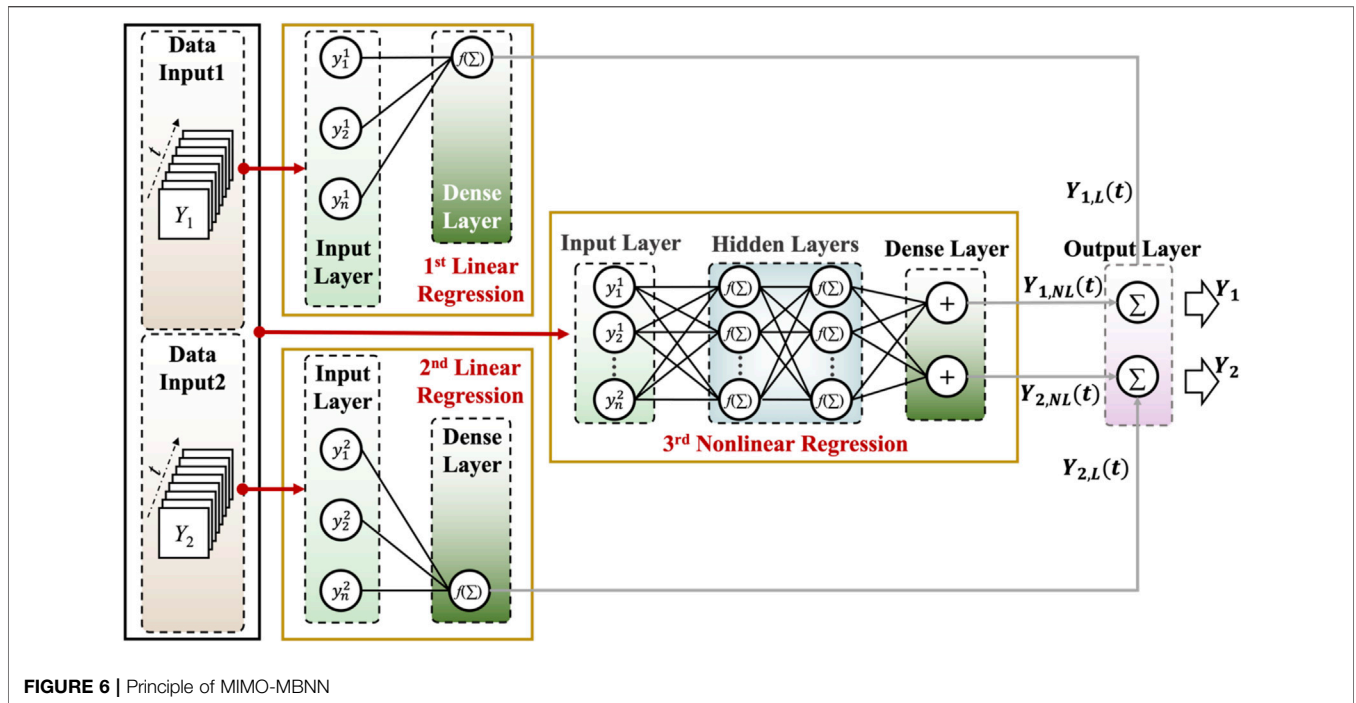 Data
Input1
t
Y₁
Data
Input2
t
Y₂
y₁¹
y₂¹
yₙ¹
Input
Layer
f(Σ)
Dense
Layer
1ˢᵗ Linear
Regression
Input
Layer
y₁²
y₂²
yₙ²
2ⁿᵈ Linear
Regression
Dense
Layer
f(Σ)
Input Layer
Hidden Layers
Dense Layer
y₁¹
y₂¹
yₙ²
f(Σ)
f(Σ)
f(Σ)
f(Σ)
f(Σ)
f(Σ)
+
+
3ʳᵈ Nonlinear Regression
Y₁,L(t)
Y₁,NL(t)
Y₂,NL(t)
Y₂,L(t)
Output Layer
Σ
Σ
Y₁
Y₂
FIGURE 6 | Principle of MIMO-MBNN